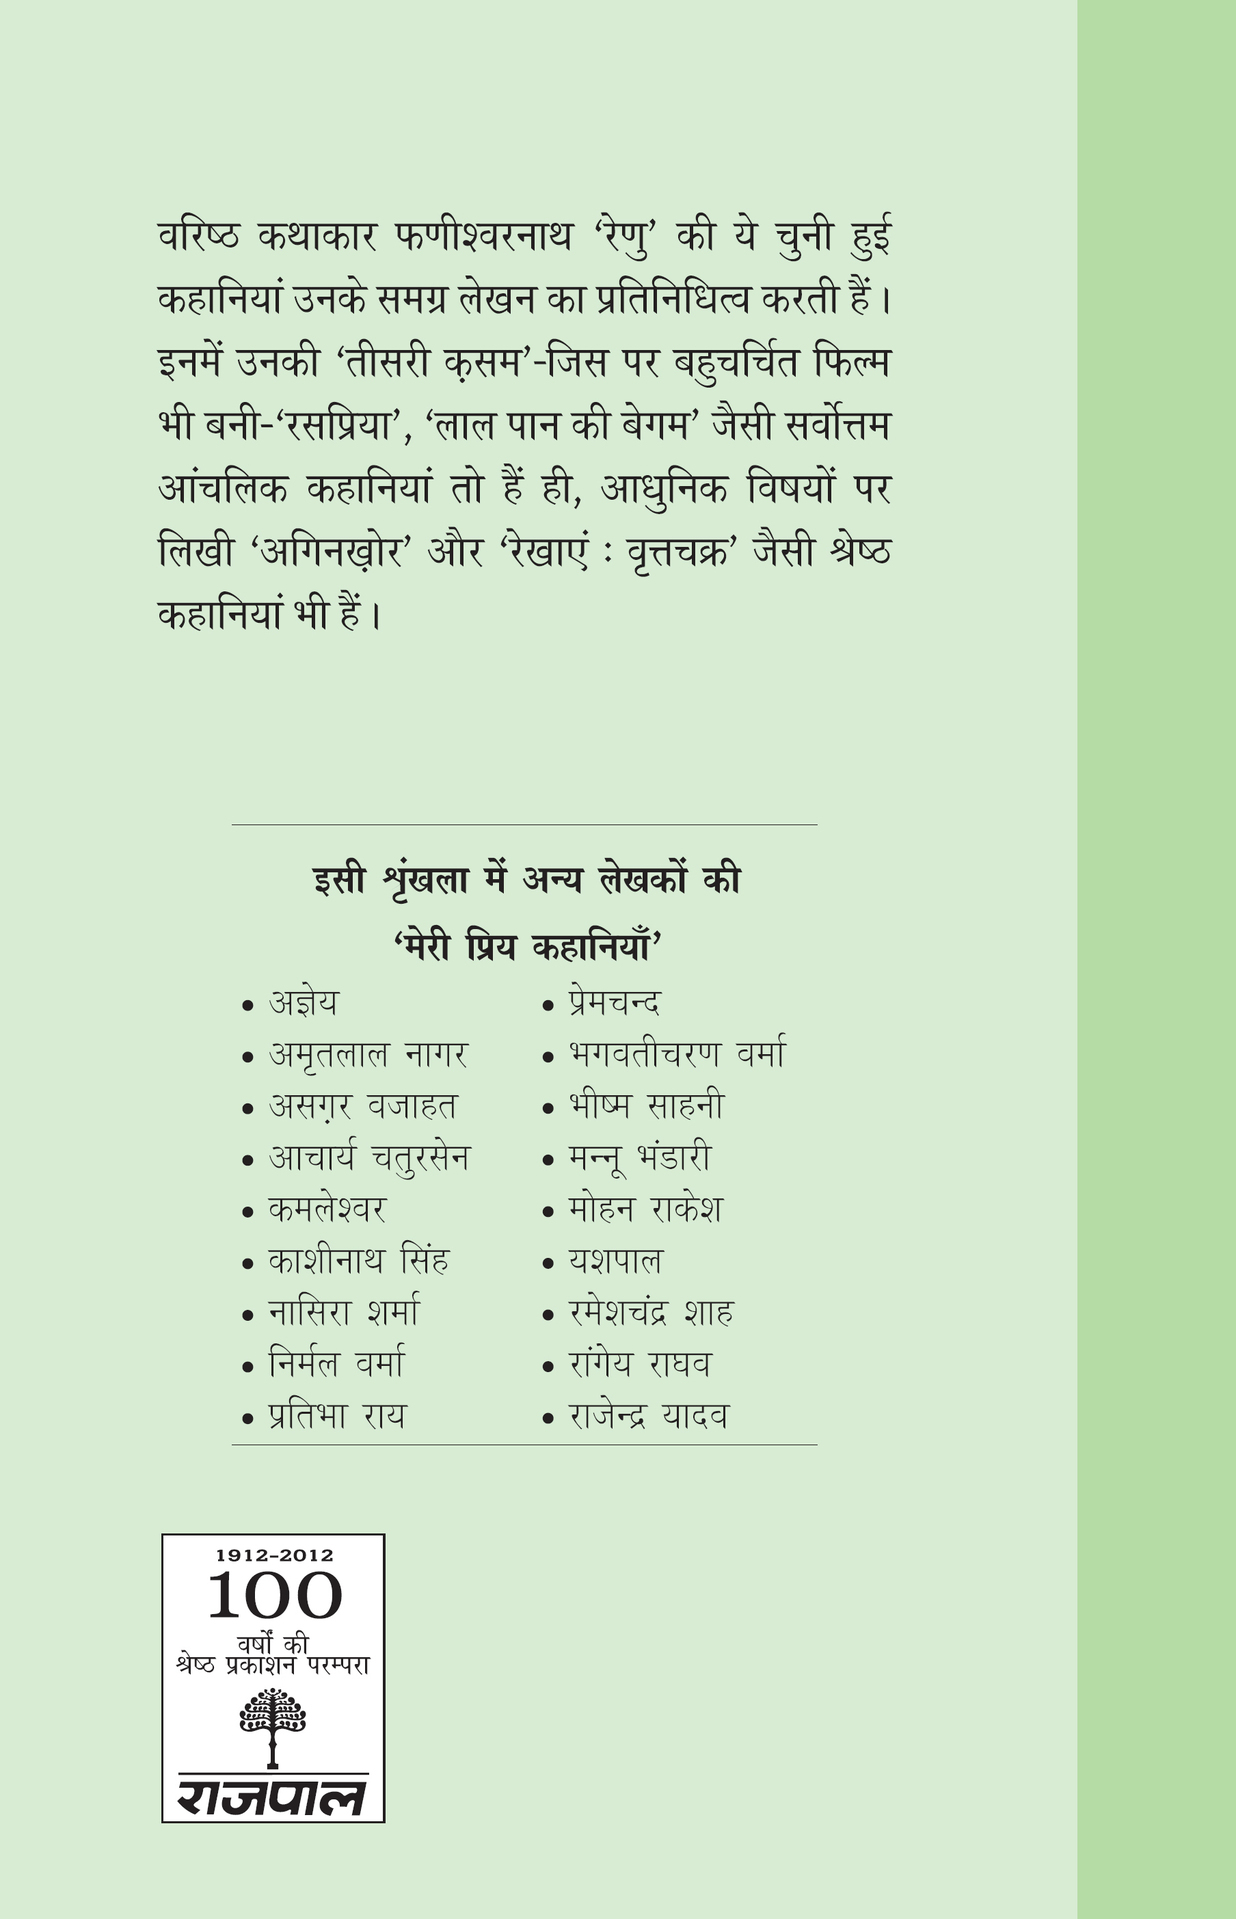 वरिष्ठ कथाकार फणीश्वरनाथ ‘रेणु’ की ये चुनी हुई
कहानियां उनके समग्र लेखन का प्रतिनिधित्व करती हैं।
इनमें उनकी ‘तीसरी क़सम’-जिस पर बहुचर्चित फिल्म
भी बनी-‘रसप्रिया’, ‘लाल पान की बेगम’ जैसी सर्वोत्तम
आंचलिक कहानियां तो हैं ही, आधुनिक विषयों पर
लिखी ‘अगिनख़ोर’ और ‘रेखाएं : वृत्तचक्र’ जैसी श्रेष्ठ
कहानियां भी हैं।
इसी शृंखला में अन्य लेखकों की
‘मेरी प्रिय कहानियाँ’
• अज्ञेय
• अमृतलाल नागर
• असग़र वजाहत
• आचार्य चतुरसेन
• कमलेश्वर
• काशीनाथ सिंह
• नासिरा शर्मा
• निर्मल वर्मा
• प्रतिभा राय
• प्रेमचन्द
• भगवतीचरण वर्मा
• भीष्म साहनी
• मन्नू भंडारी
• मोहन राकेश
• यशपाल
• रमेशचंद्र शाह
• रांगेय राघव
• राजेन्द्र यादव
1912-2012
100
वर्षों की
श्रेष्ठ प्रकाशन परम्परा
राजपाल